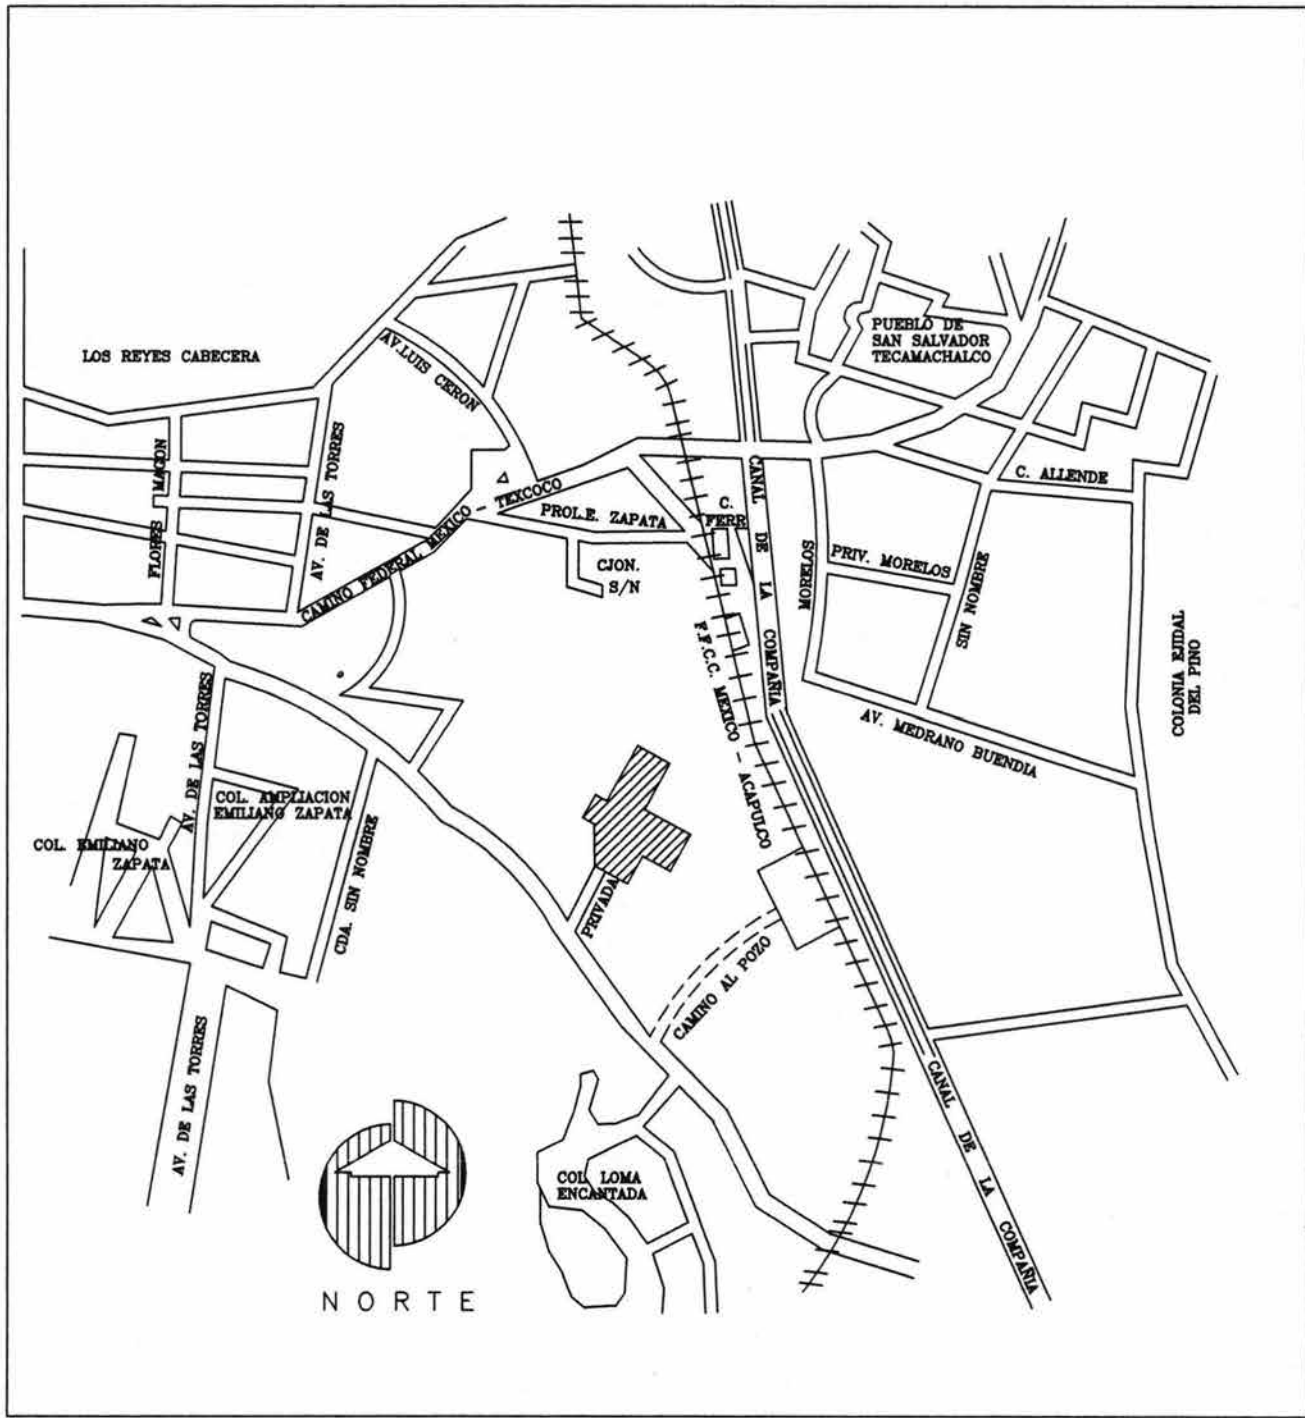 PUEBLO DE
SAN SALVADOR
TECAMACHALCO
LOS REYES CABECERA
AV.LUIS CERON
FLORES MAGON
AV. DE LAS TORRES
CAMINO FEDERAL MEXICO - TEXCOCO
PROL.E. ZAPATA
C.
FERR
CANAL DE LA COMPAÑIA
C. ALLENDE
CJON.
S/N
MORELOS
PRIV. MORELOS
SIN NOMBRE
F.F.C.C. MEXICO - ACAPULCO
COLONIA EJIDAL
DEL PINO
AV. MEDRANO BUENDIA
AV. DE LAS TORRES
COL. AMPLIACION
EMILIANO ZAPATA
COL. EMILIANO
ZAPATA
CDA. SIN NOMBRE
PRIVADA
CAMINO AL POZO
AV. DE LAS TORRES
CANAL DE LA COMPAÑIA
COL. LOMA
ENCANTADA
NORTE